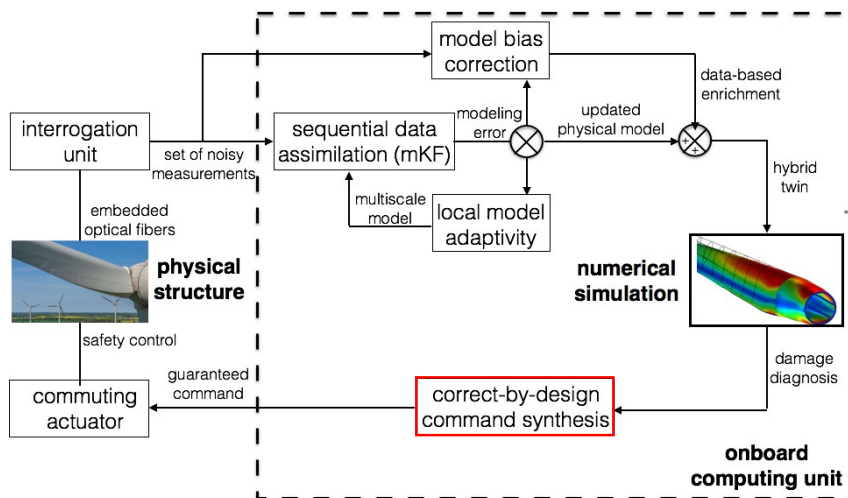 model bias
correction
data-based
enrichment
interrogation
unit
set of noisy
measurements
sequential data
assimilation (mKF)
modeling
error
updated
physical model
+
+
hybrid
twin
multiscale
model
local model
adaptivity
embedded
optical fibers
physical
structure
numerical
simulation
safety control
damage
diagnosis
commuting
actuator
guaranteed
command
correct-by-design
command synthesis
onboard
computing unit